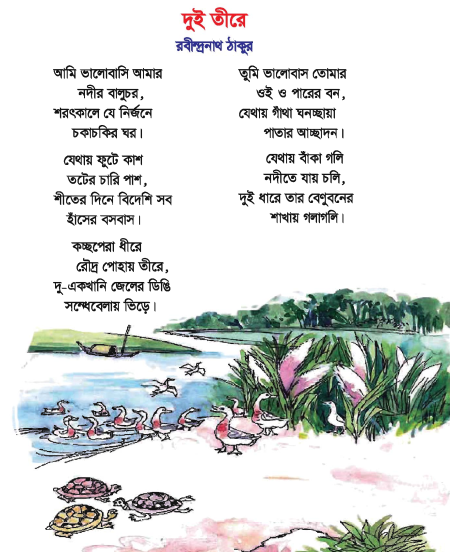 দুই তীরে
রবীন্দ্রনাথ ঠাকুর
আমি ভালোবাসি আমার
নদীর বালুচর,
শরৎকালে যে নির্জনে
চকাচকির ঘর।
যেথায় ফুটে কাশ
তটের চারি পাশ,
শীতের দিনে বিদেশি সব
হাঁসের বসবাস।
কচ্ছপেরা ধীরে
রৌদ্র পোহায় তীরে,
দু-একখানি জেলের ডিঙি
সন্ধেবেলায় ভিড়ে।
তুমি ভালোবাস তোমার
ওই ও পারের বন,
যেথায় গাঁথা ঘনচ্ছায়া
পাতার আচ্ছাদন।
যেথায় বাঁকা গলি
নদীতে যায় চলি,
দুই ধারে তার বেণুবনের
শাখায় গলাগলি।